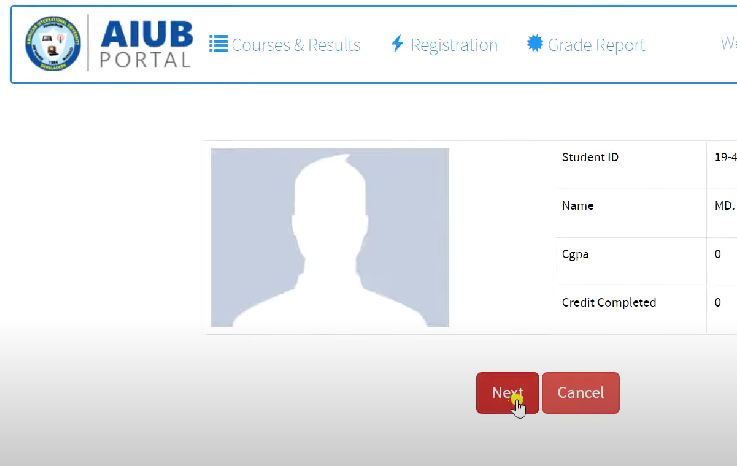 AIUB
PORTAL
Courses & Results
Registration
Grade Report
Student ID
19-4
Name
MD.
Cgpa
0
Credit Completed
0
Next
Cancel